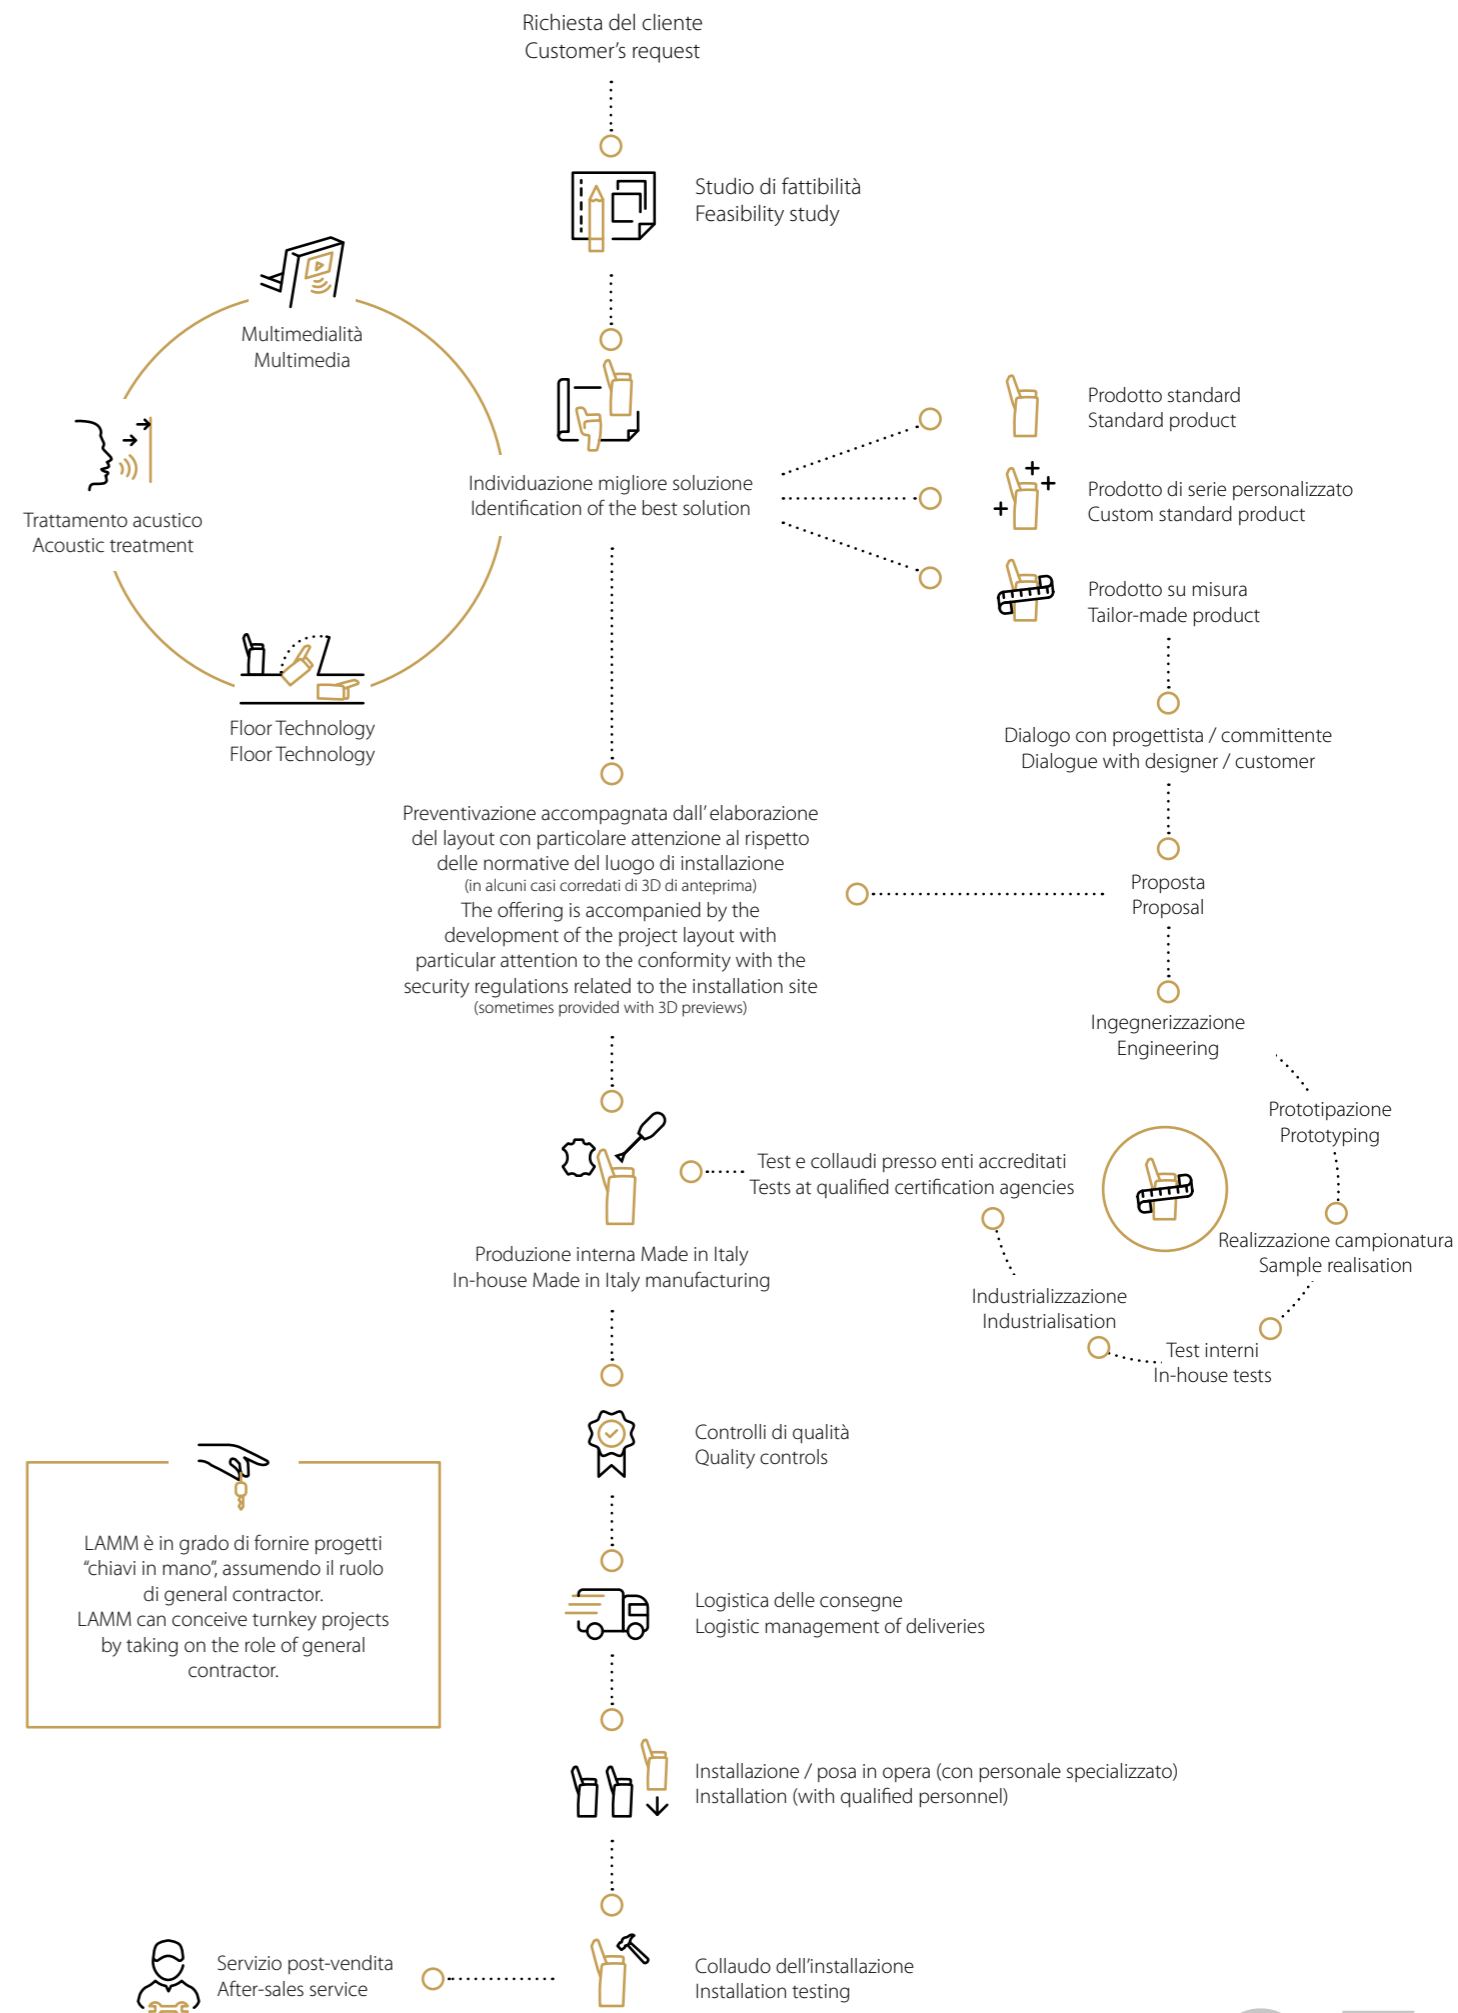 Richiesta del cliente
Customer's request
Studio di fattibilità
Feasibility study
Multimedialità
Multimedia
Trattamento acustico
Acoustic treatment
Floor Technology
Floor Technology
Individuazione migliore soluzione
Identification of the best solution
Prodotto standard
Standard product
Prodotto di serie personalizzato
Custom standard product
Prodotto su misura
Tailor-made product
Dialogo con progettista / committente
Dialogue with designer / customer
Proposta
Proposal
Preventivazione accompagnata dall'elaborazione
del layout con particolare attenzione al rispetto
delle normative del luogo di installazione
(in alcuni casi corredati di 3D di anteprima)
The offering is accompanied by the
development of the project layout with
particular attention to the conformity with the
security regulations related to the installation site
(sometimes provided with 3D previews)
Ingegnerizzazione
Engineering
Prototipazione
Prototyping
Realizzazione campionatura
Sample realisation
Test interni
In-house tests
Industrializzazione
Industrialisation
Test e collaudi presso enti accreditati
Tests at qualified certification agencies
Produzione interna Made in Italy
In-house Made in Italy manufacturing
Controlli di qualità
Quality controls
LAMM è in grado di fornire progetti
"chiavi in mano", assumendo il ruolo
di general contractor.
LAMM can conceive turnkey projects
by taking on the role of general
contractor.
Logistica delle consegne
Logistic management of deliveries
Installazione / posa in opera (con personale specializzato)
Installation (with qualified personnel)
Collaudo dell'installazione
Installation testing
Servizio post-vendita
After-sales service